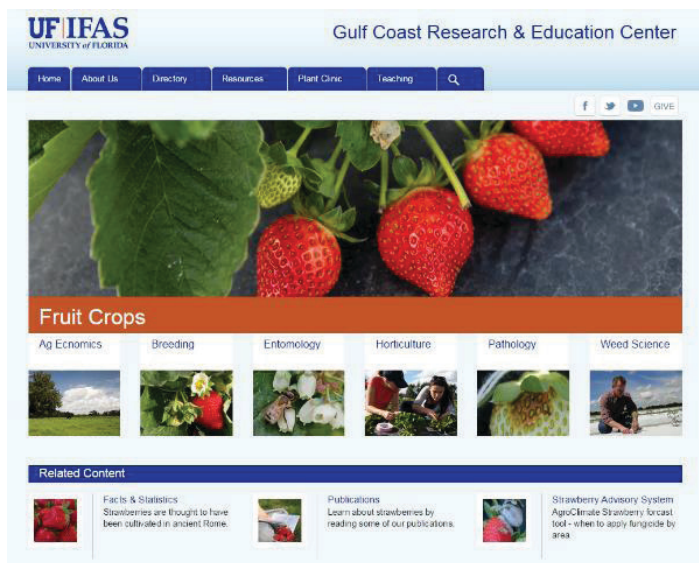 UF IFAS
UNIVERSITY of FLORIDA
Gulf Coast Research & Education Center
Home
About Us
Directory
Resources
Plant Clinic
Teaching
f
GIVE
Fruit Crops
Ag Ecnomics
Breeding
Entomology
Horticulture
Pathology
Weed Science
Related Content
Facts & Statistics
Strawberries are thought to have
been cultivated in ancient Rome.
Publications
Learn about strawberries by
reading some of our publications.
Strawberry Advisory System
AgroClimate Strawberry forcast
tool - when to apply fungicide by
area